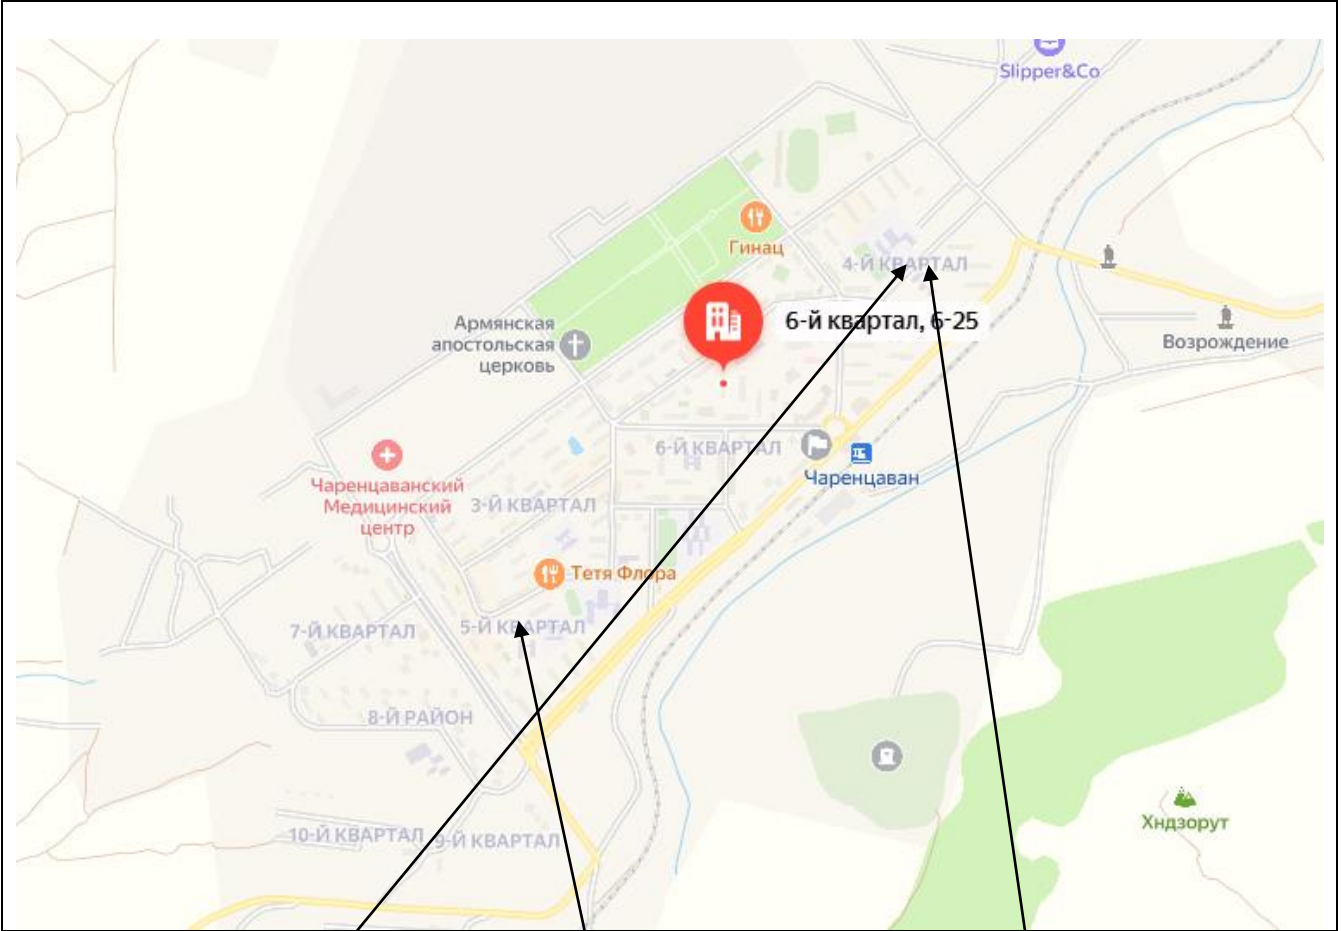 Slipper&Co
Гинац
4-Й КВАРТАЛ
6-й квартал, 6-25
Армянская
апостольская
церковь
Возрождение
6-Й КВАРТАЛ
Чаренцаван
Чаренцаванский
Медицинский
центр
3-Й КВАРТАЛ
Тетя Флора
7-Й КВАРТАЛ
5-Й КВАРТАЛ
8-Й РАЙОН
Хндзорут
10-Й КВАРТАЛ
9-Й КВАРТАЛ